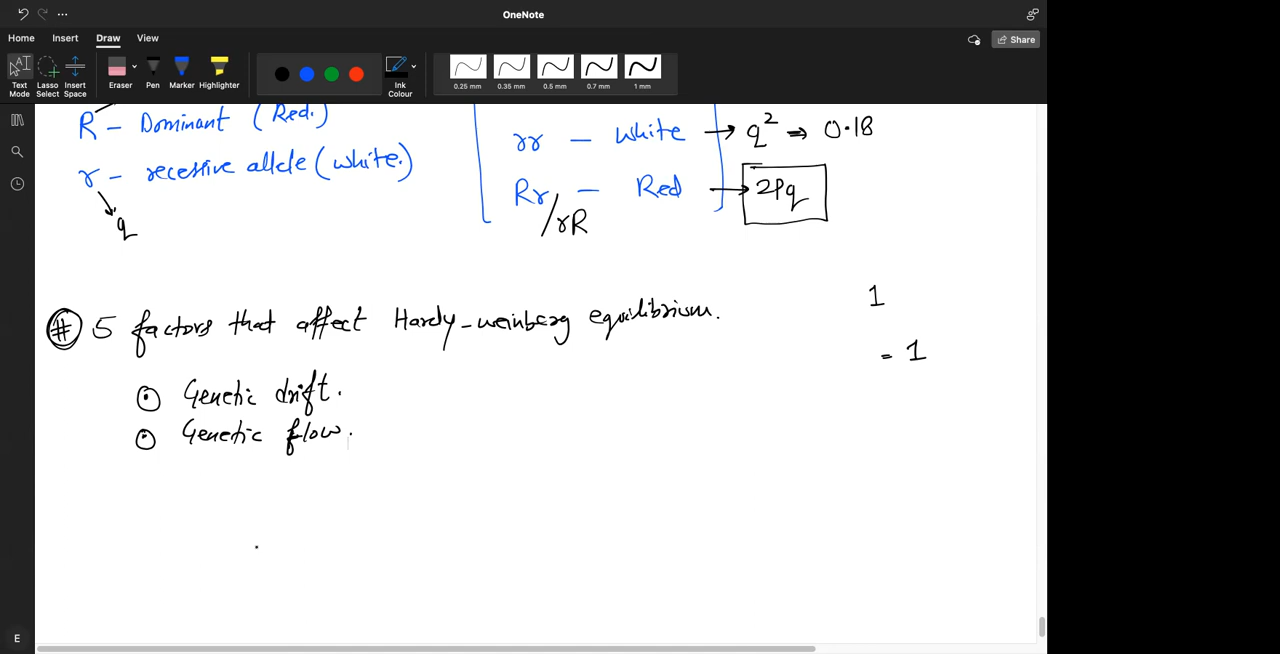 OneNote
Home Insert Draw View
Share
Text Mode Lasso Select Insert Space Eraser Pen Marker Highlighter Ink Colour 0.25 mm 0.35 mm 0.5 mm 0.7 mm 1 mm
R – Dominant (Red.)
r – recessive allele (white.)
q
rr – white → q² ⇒ 0.18
Rr – Red → 2Pq
/rR
1
= 1
# 5 factors that affect Hardy-weinberg equilibrium.
⊙ Genetic drift.
⊙ Genetic flow.
E